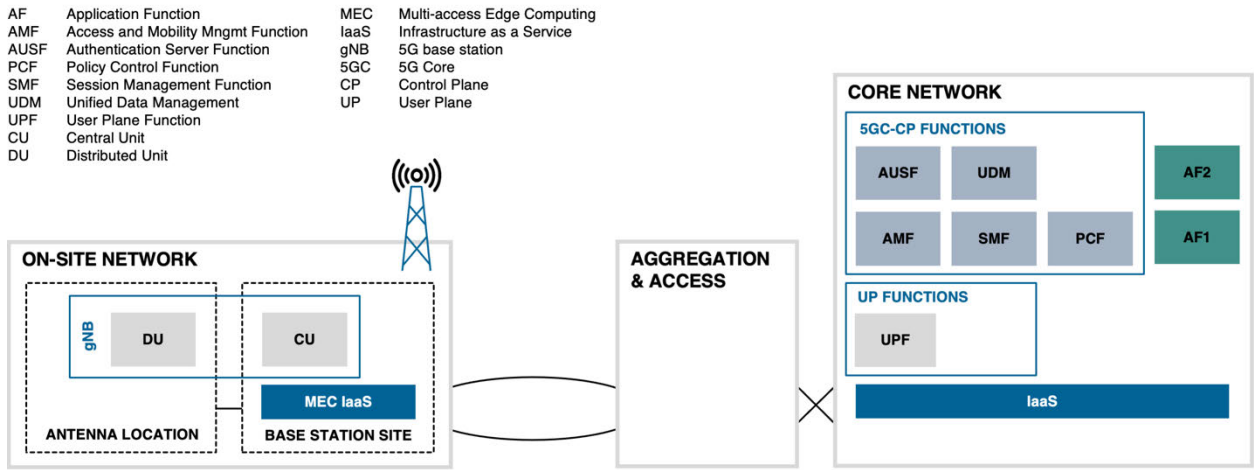 AF Application Function
AMF Access and Mobility Mngmt Function
AUSF Authentication Server Function
PCF Policy Control Function
SMF Session Management Function
UDM Unified Data Management
UPF User Plane Function
CU Central Unit
DU Distributed Unit
MEC Multi-access Edge Computing
IaaS Infrastructure as a Service
gNB 5G base station
5GC 5G Core
CP Control Plane
UP User Plane
ON-SITE NETWORK
gNB
DU
CU
MEC IaaS
ANTENNA LOCATION
BASE STATION SITE
AGGREGATION
& ACCESS
CORE NETWORK
5GC-CP FUNCTIONS
AUSF
UDM
AF2
AMF
SMF
PCF
AF1
UP FUNCTIONS
UPF
IaaS